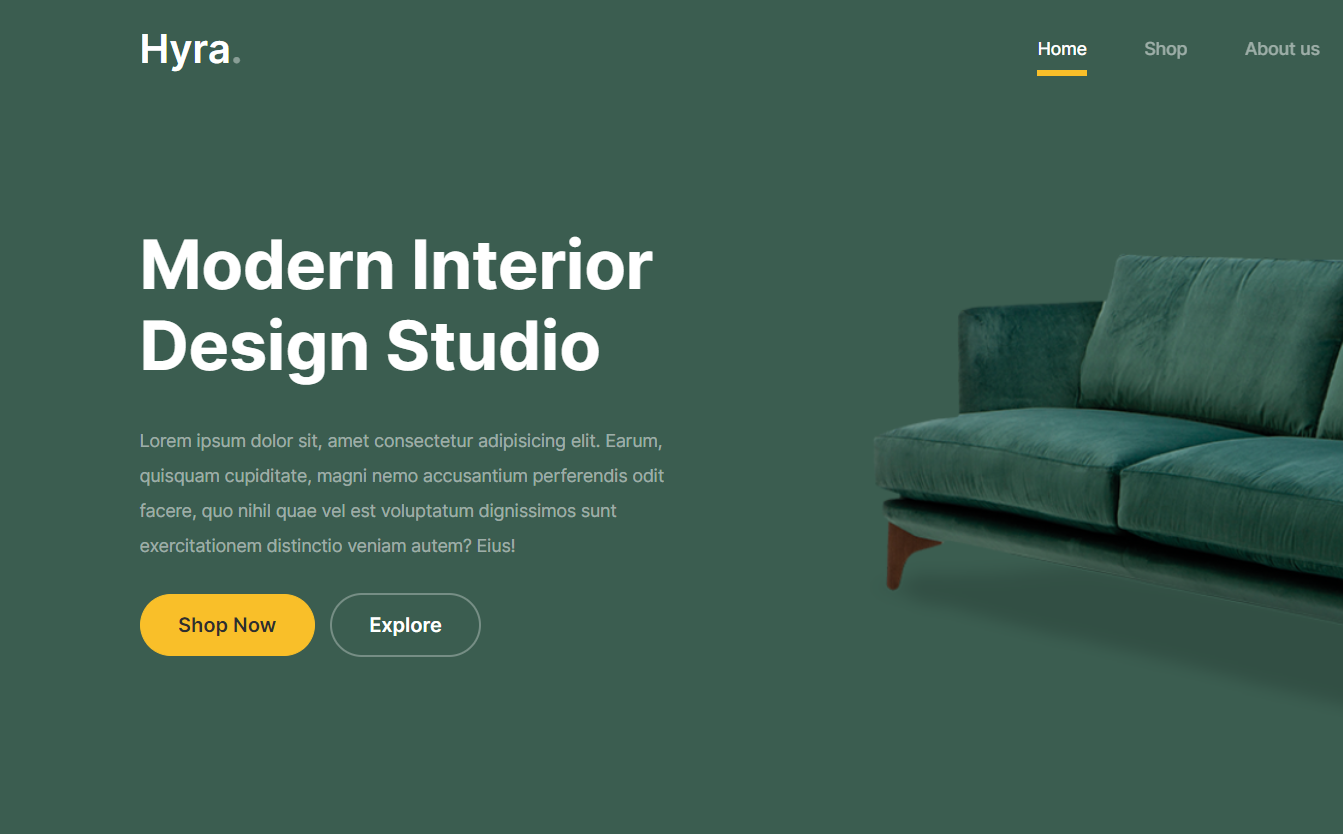 Hyra.
Home Shop About us
Modern Interior
Design Studio
Lorem ipsum dolor sit, amet consectetur adipisicing elit. Earum,
quisquam cupiditate, magni nemo accusantium perferendis odit
facere, quo nihil quae vel est voluptatum dignissimos sunt
exercitationem distinctio veniam autem? Eius!
Shop Now Explore